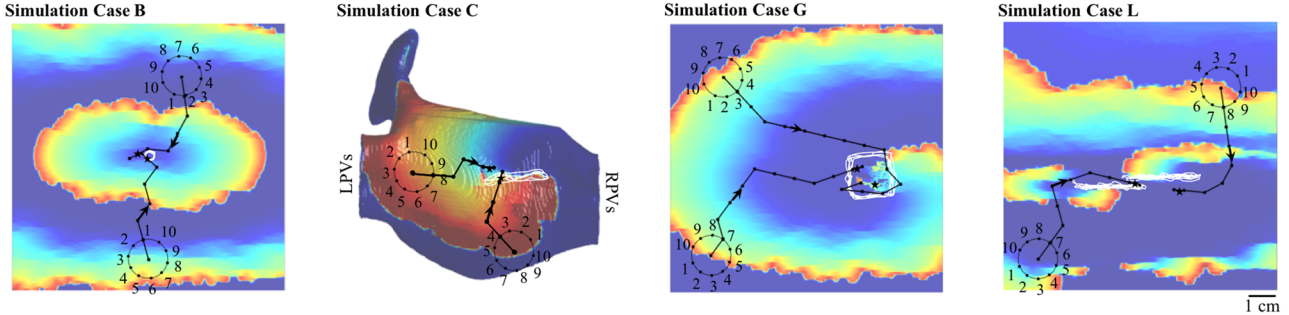 Simulation Case B
8 7 6
9 5
10 4
1 2 3
2 1 10
3 9
4 8
5 6 7
Simulation Case C
LPVs
RPVs
1 10
2 9
3 8
4 7
5 6
3 2 1
4 10
5 9
6 7 8
Simulation Case G
8 7 6
9 5
10 4
1 2 3
9 8 7
10 6
1 5
2 3 4
Simulation Case L
4 3 2
5 1
6 10
7 8 9
9 8 7
10 6
1 5
2 3 4
1 cm